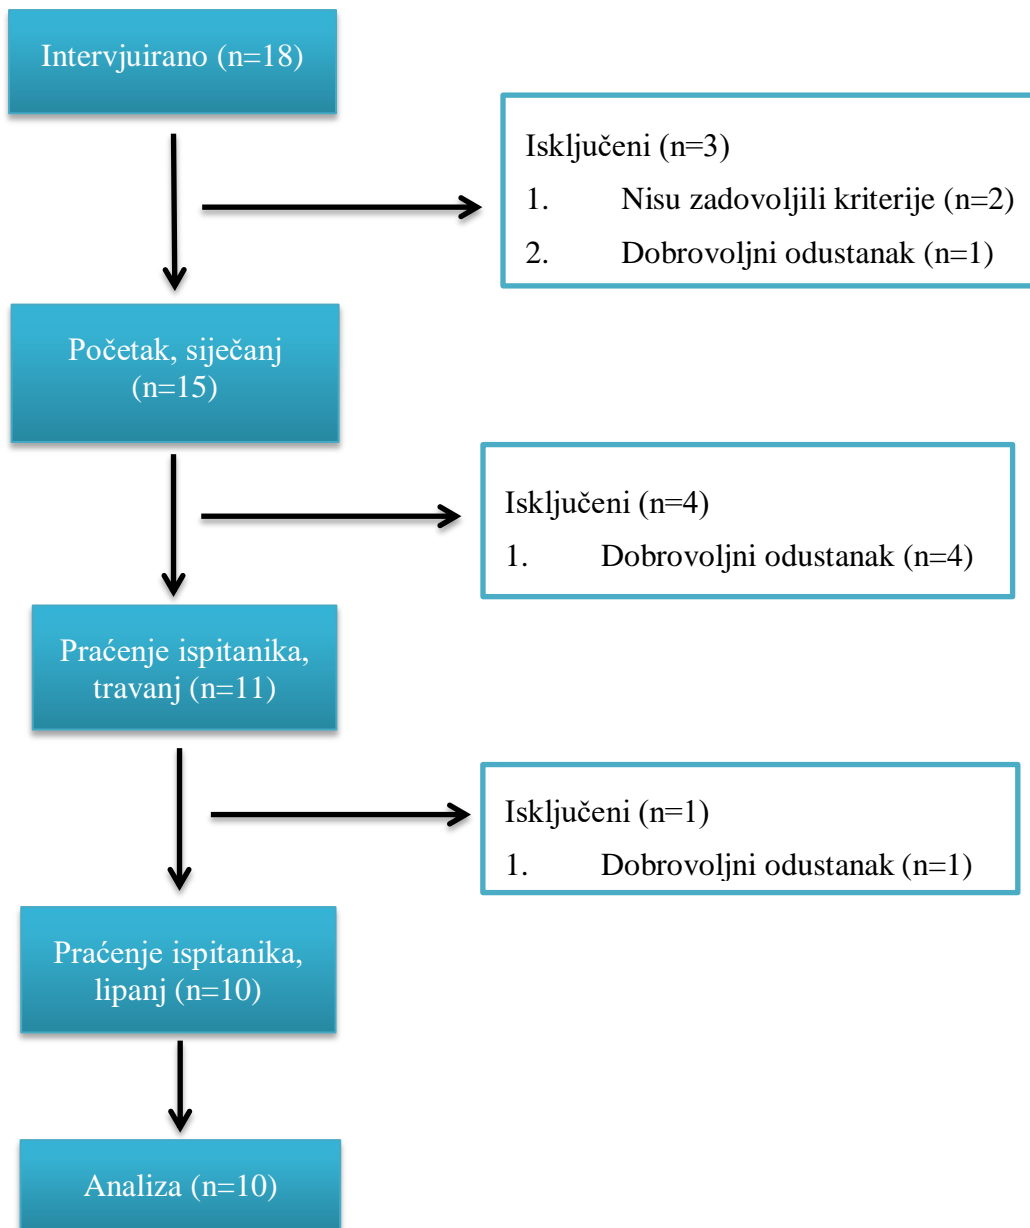 Intervjuirano (n=18)
Isključeni (n=3)
1. Nisu zadovoljili kriterije (n=2)
2. Dobrovoljni odustanak (n=1)
Početak, siječanj
(n=15)
Isključeni (n=4)
1. Dobrovoljni odustanak (n=4)
Praćenje ispitanika,
travanj (n=11)
Isključeni (n=1)
1. Dobrovoljni odustanak (n=1)
Praćenje ispitanika,
lipanj (n=10)
Analiza (n=10)